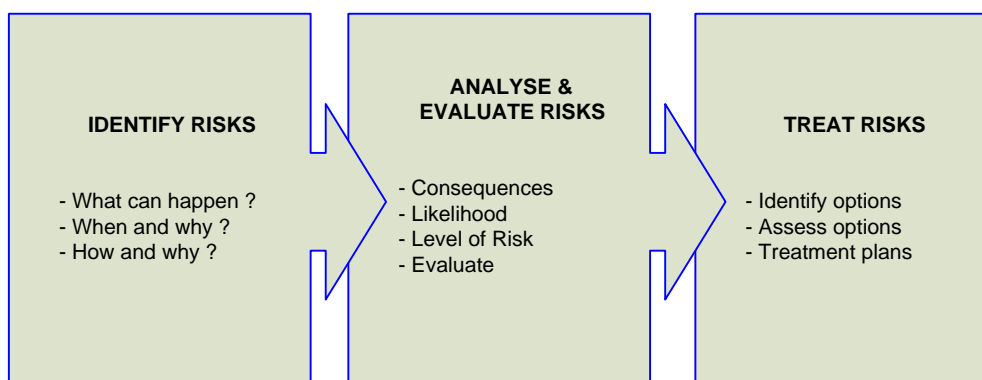 IDENTIFY RISKS
- What can happen ?
- When and why ?
- How and why ?
ANALYSE &
EVALUATE RISKS
- Consequences
- Likelihood
- Level of Risk
- Evaluate
TREAT RISKS
- Identify options
- Assess options
- Treatment plans